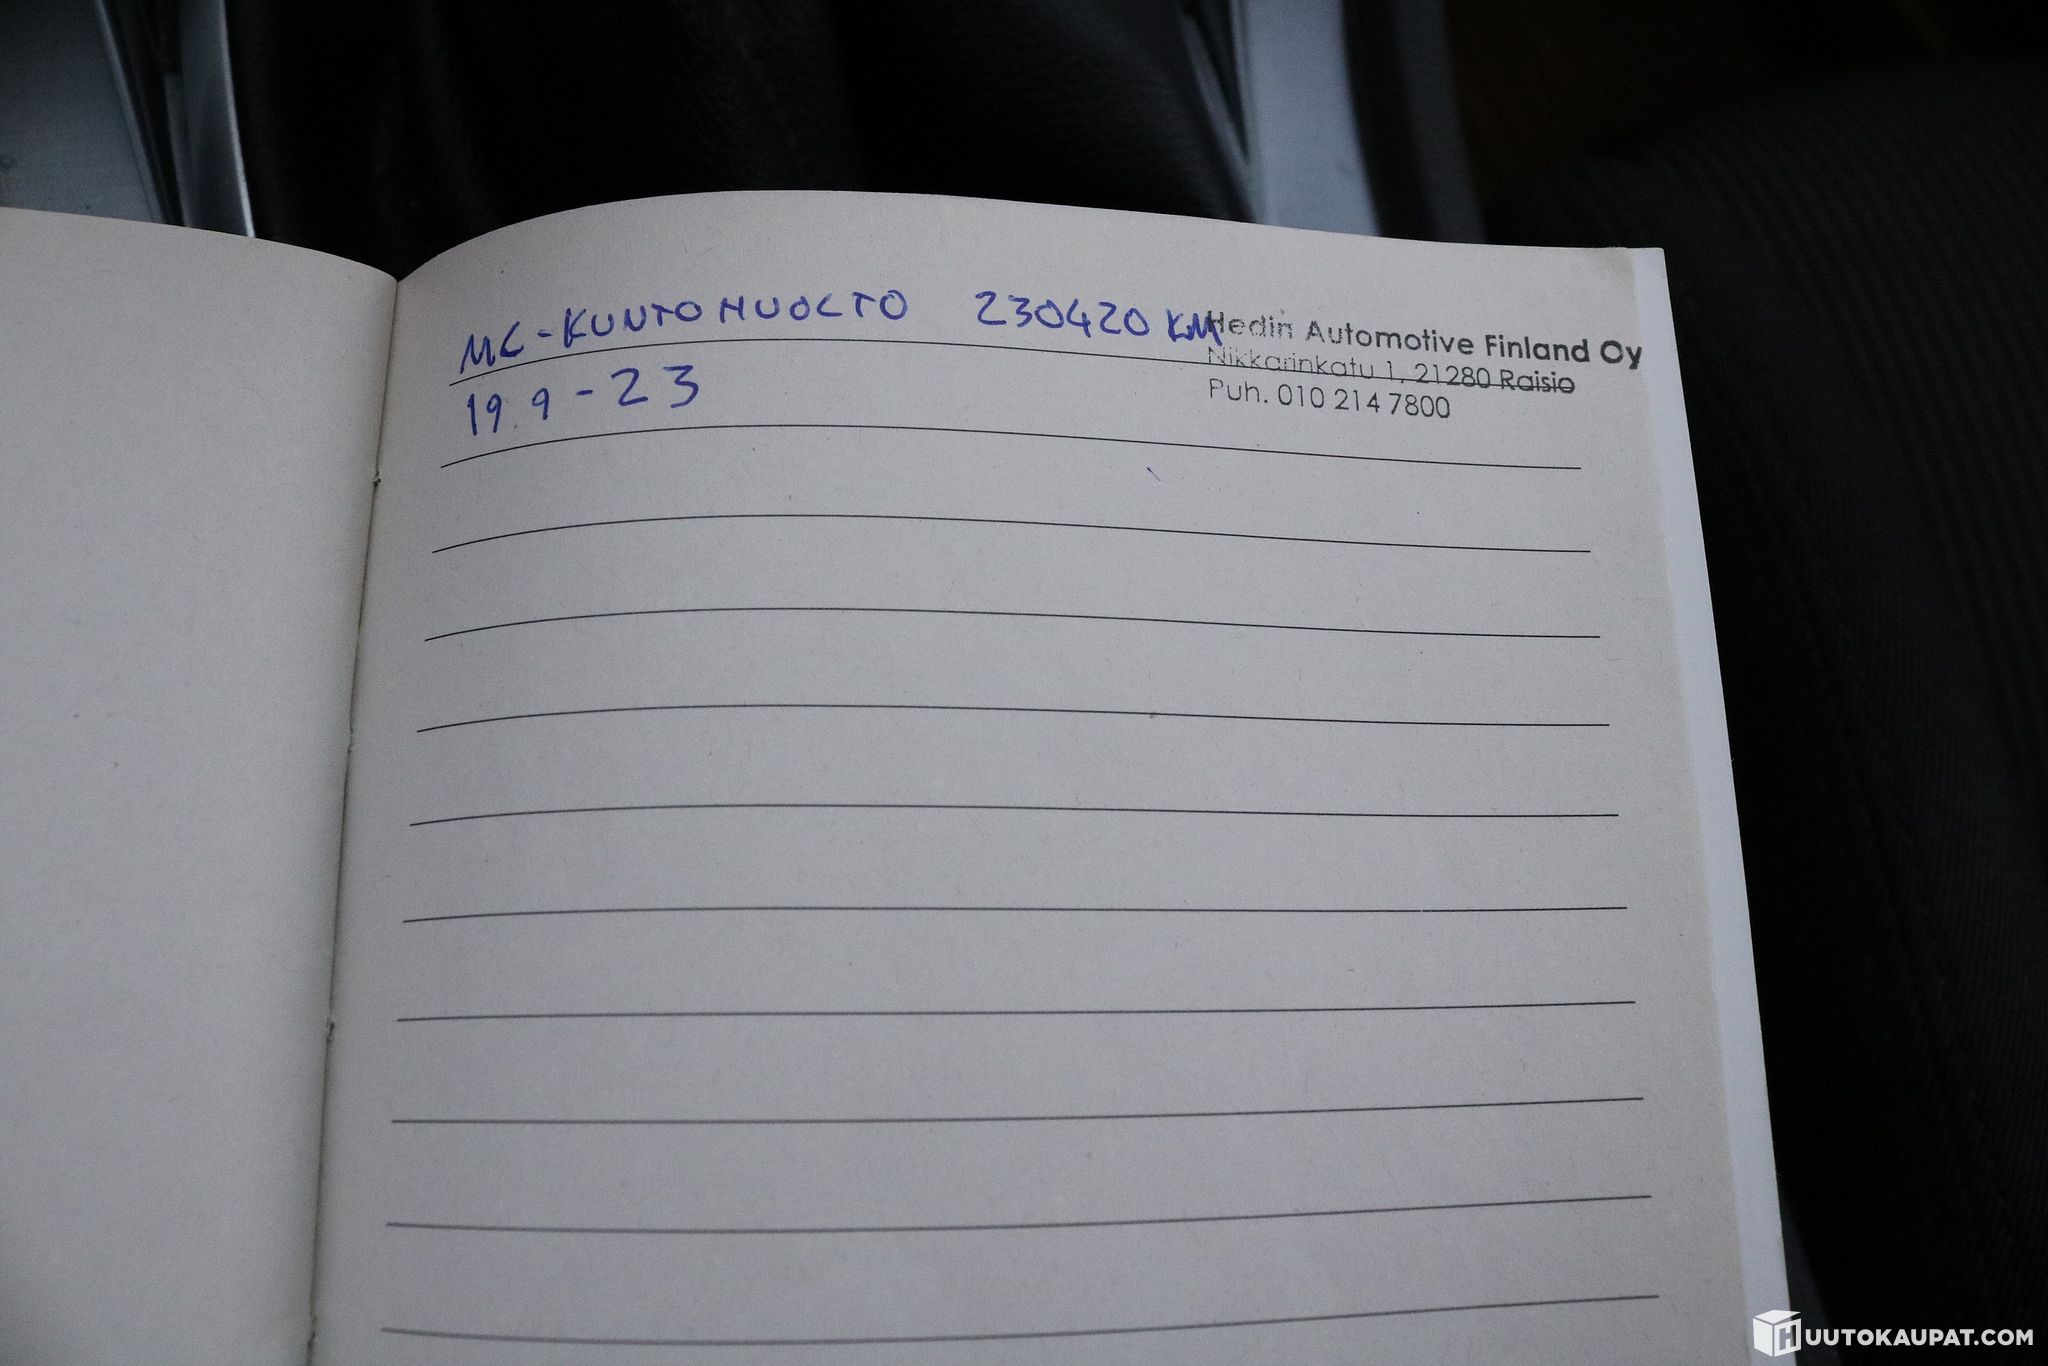 MC-KUNTOHUOLTO 230420 KM
19.9-23
Hedin Automotive Finland Oy
Nikkarinkatu 1, 21280 Raisio
Puh. 010 214 7800
HUUTOKAUPAT.COM